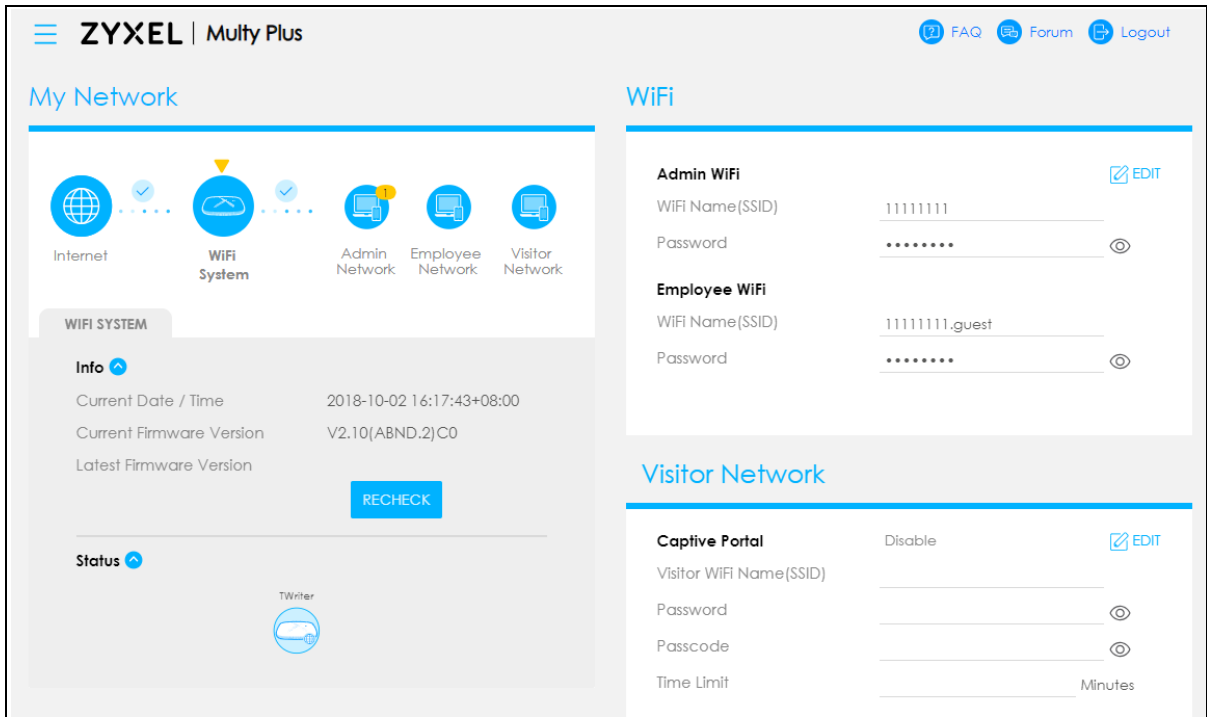 ZYXEL | Multy Plus
FAQ Forum Logout
My Network
Internet
WiFi System
1
Admin Network
Employee Network
Visitor Network
WIFI SYSTEM
Info
Current Date / Time 2018-10-02 16:17:43+08:00
Current Firmware Version V2.10(ABND.2)C0
Latest Firmware Version
RECHECK
Status
TWriter
WiFi
Admin WiFi EDIT
WiFi Name(SSID) 11111111
Password ••••••••
Employee WiFi
WiFi Name(SSID) 11111111.guest
Password ••••••••
Visitor Network
Captive Portal Disable EDIT
Visitor WiFi Name(SSID)
Password
Passcode
Time Limit Minutes